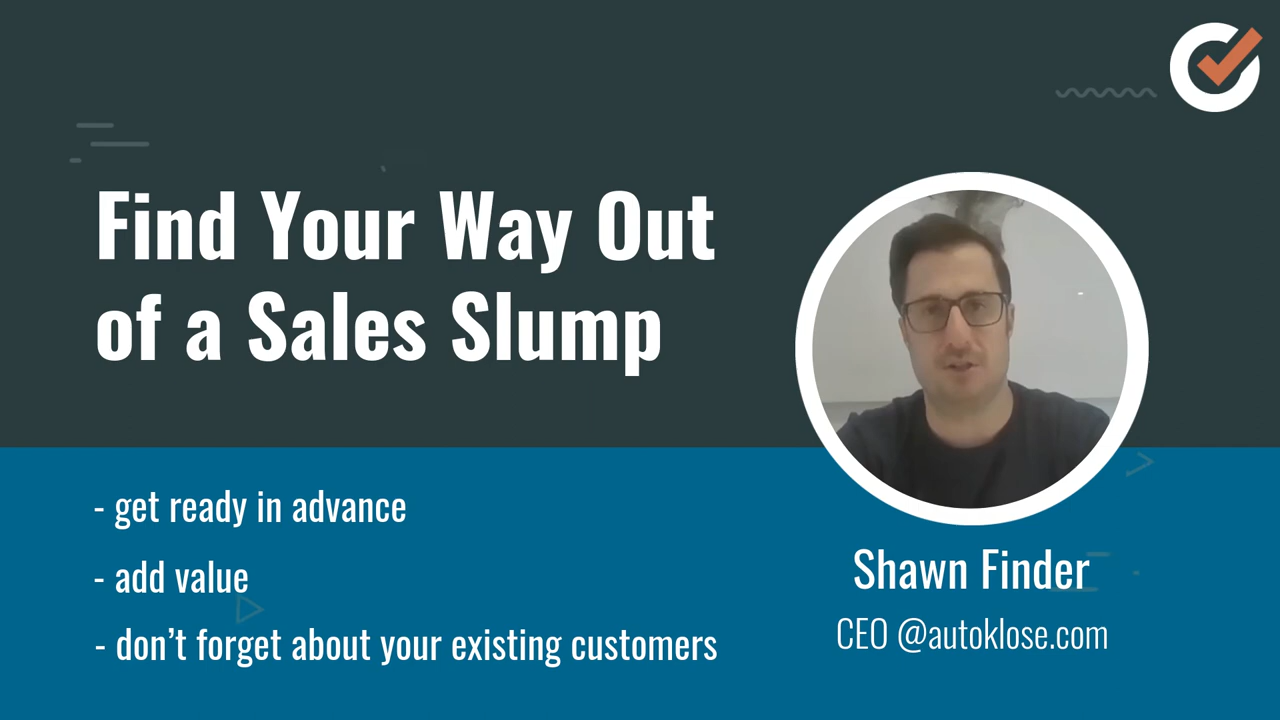 Find Your Way Out
of a Sales Slump
- get ready in advance
- add value
- don’t forget about your existing customers
Shawn Finder
CEO @autoklose.com